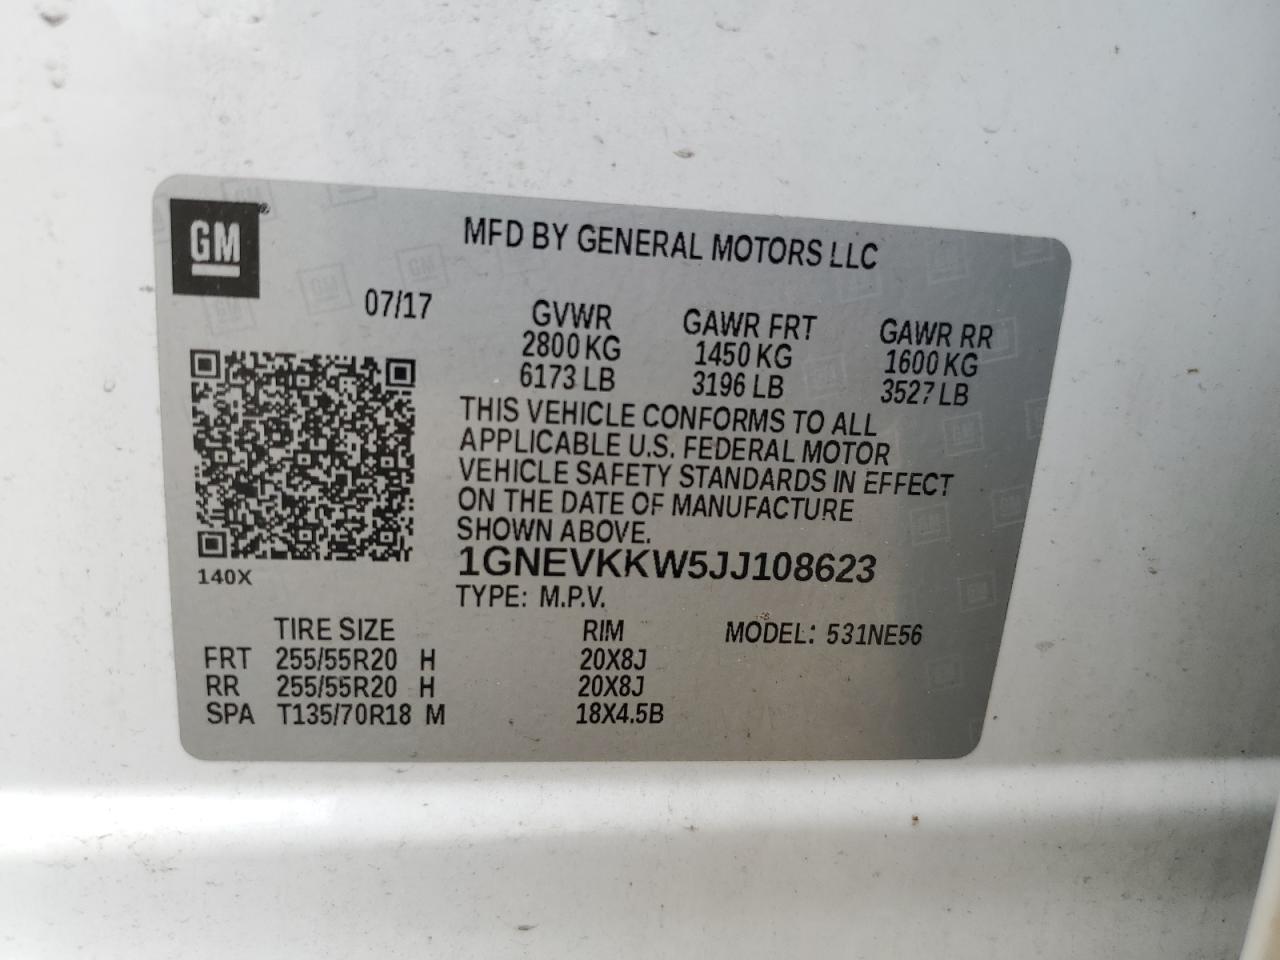 GM
MFD BY GENERAL MOTORS LLC
07/17
GVWR GAWR FRT GAWR RR
2800 KG 1450 KG 1600 KG
6173 LB 3196 LB 3527 LB
THIS VEHICLE CONFORMS TO ALL
APPLICABLE U.S. FEDERAL MOTOR
VEHICLE SAFETY STANDARDS IN EFFECT
ON THE DATE OF MANUFACTURE
SHOWN ABOVE.
1GNEVKKW5JJ108623
140X
TYPE: M.P.V.
TIRE SIZE RIM MODEL: 531NE56
FRT 255/55R20 H 20X8J
RR 255/55R20 H 20X8J
SPA T135/70R18 M 18X4.5B